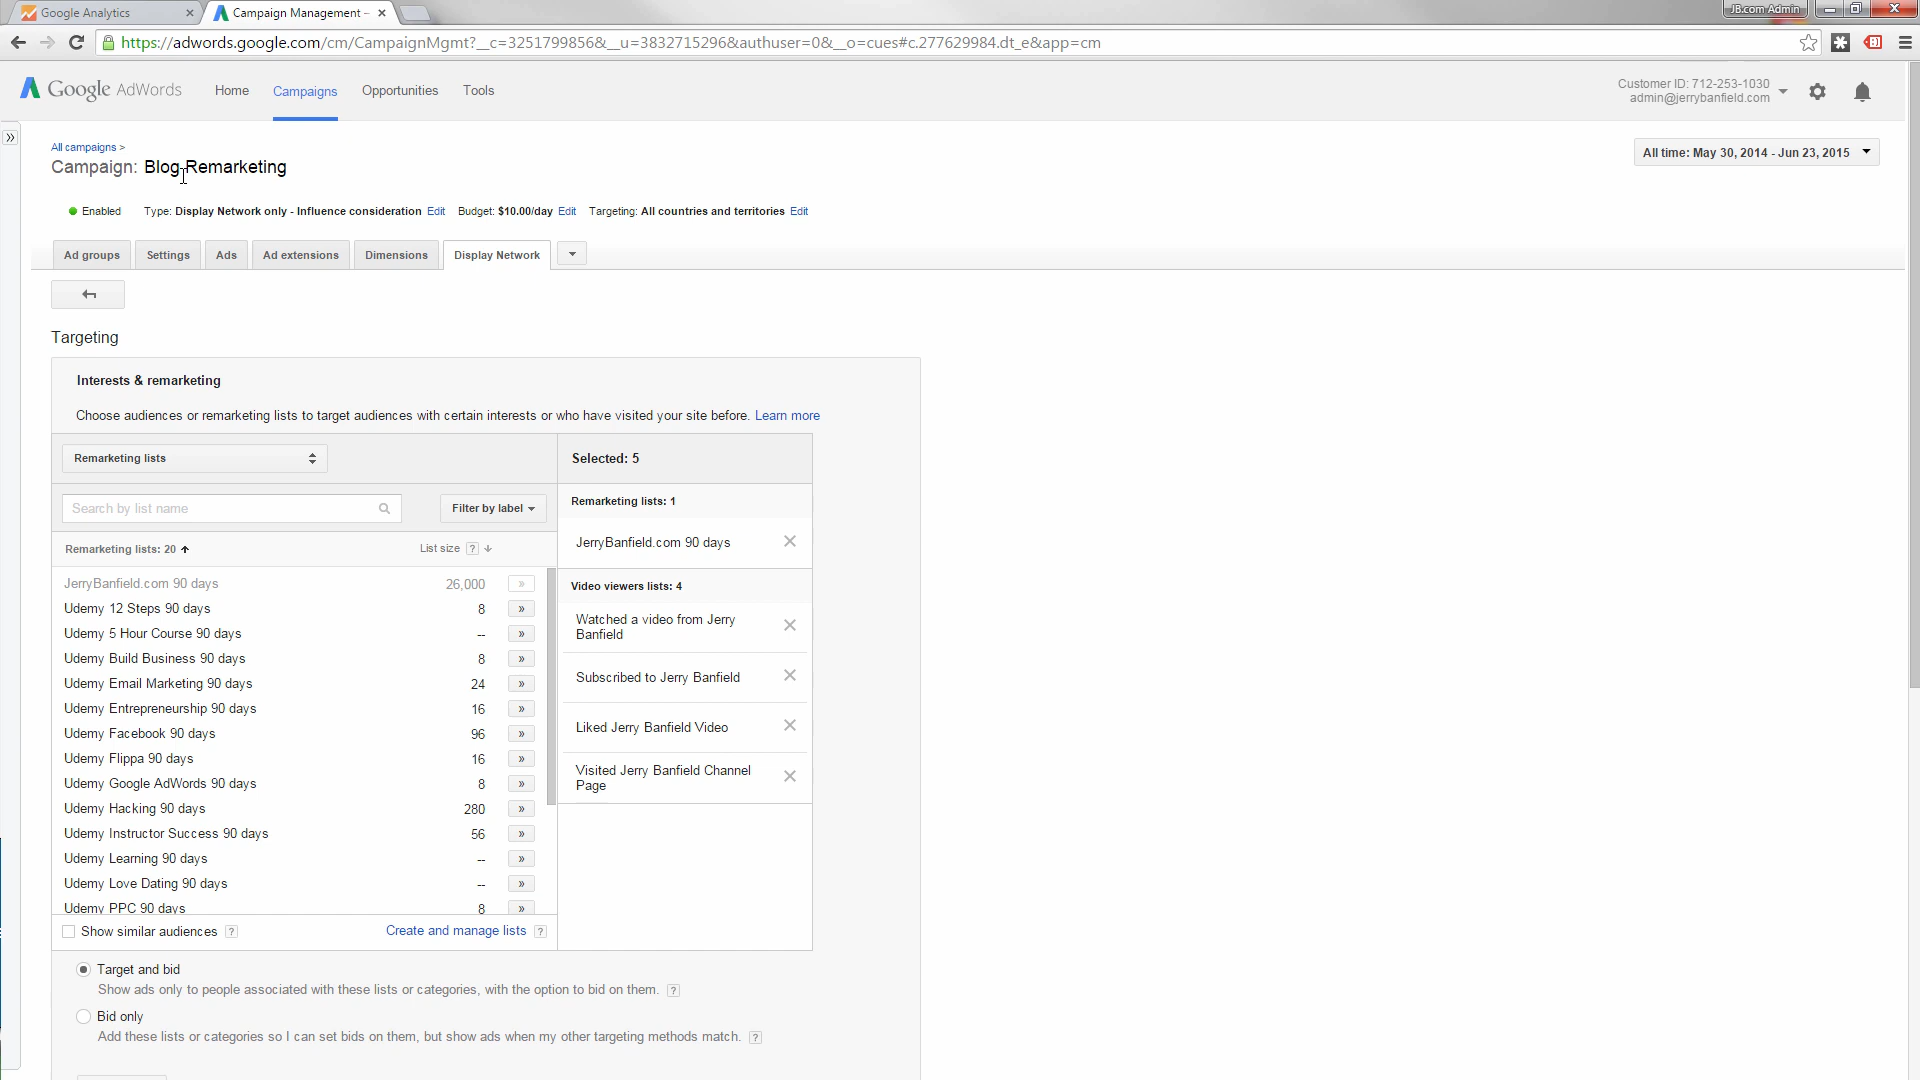 Google Analytics
Campaign Management –
JB.com Admin
https://adwords.google.com/cm/CampaignMgmt?__c=3251799856&__u=3832715296&authuser=0&__o=cues#c.277629984.dt_e&app=cm
Google AdWords
Home
Campaigns
Opportunities
Tools
Customer ID: 712-253-1030
admin@jerrybanfield.com
All campaigns >
Campaign: Blog Remarketing
All time: May 30, 2014 - Jun 23, 2015
Enabled Type: Display Network only - Influence consideration Edit Budget: $10.00/day Edit Targeting: All countries and territories Edit
Ad groups
Settings
Ads
Ad extensions
Dimensions
Display Network
Targeting
Interests & remarketing
Choose audiences or remarketing lists to target audiences with certain interests or who have visited your site before. Learn more
Remarketing lists
Search by list name
Filter by label
Remarketing lists: 20
List size ?
JerryBanfield.com 90 days 26,000 »
Udemy 12 Steps 90 days 8 »
Udemy 5 Hour Course 90 days -- »
Udemy Build Business 90 days 8 »
Udemy Email Marketing 90 days 24 »
Udemy Entrepreneurship 90 days 16 »
Udemy Facebook 90 days 96 »
Udemy Flippa 90 days 16 »
Udemy Google AdWords 90 days 8 »
Udemy Hacking 90 days 280 »
Udemy Instructor Success 90 days 56 »
Udemy Learning 90 days -- »
Udemy Love Dating 90 days -- »
Udemy PPC 90 days 8 »
Show similar audiences ?
Create and manage lists ?
Selected: 5
Remarketing lists: 1
JerryBanfield.com 90 days
Video viewers lists: 4
Watched a video from Jerry
Banfield
Subscribed to Jerry Banfield
Liked Jerry Banfield Video
Visited Jerry Banfield Channel
Page
Target and bid
Show ads only to people associated with these lists or categories, with the option to bid on them. ?
Bid only
Add these lists or categories so I can set bids on them, but show ads when my other targeting methods match. ?